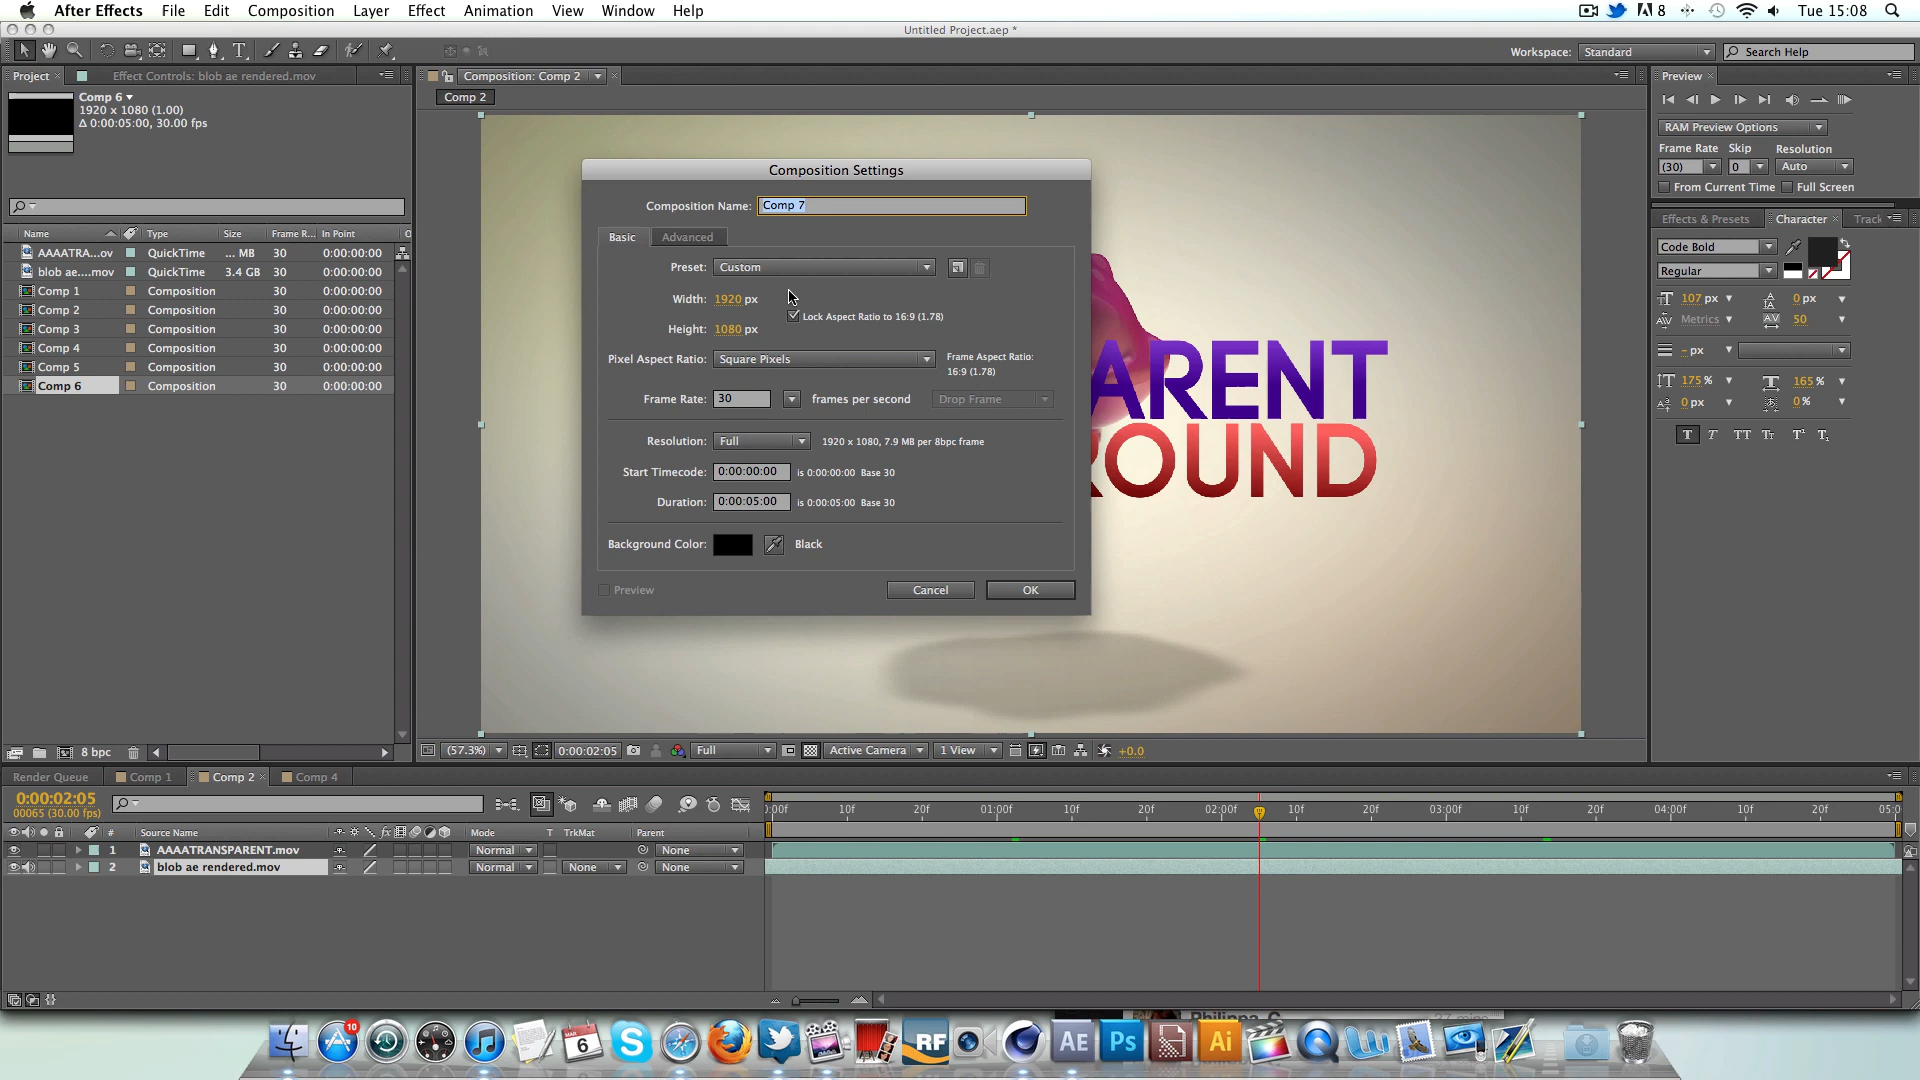 After Effects File Edit Composition Layer Effect Animation View Window Help
8 Tue 15:08
Untitled Project.aep *
Workspace: Standard Search Help
Project Effect Controls: blob ae rendered.mov
Composition: Comp 2
Preview
Comp 6
1920 x 1080 (1.00)
Δ 0:00:05:00, 30.00 fps
Comp 2
RAM Preview Options
Frame Rate Skip Resolution
(30) 0 Auto
From Current Time Full Screen
Effects & Presets Character Track
Code Bold
Regular
107 px 0 px
Metrics 50
- px
175 % 165 %
0 px 0 %
T T TT Tr T¹ T,
Name Type Size Frame R... In Point
AAAATRA...ov QuickTime ... MB 30 0:00:00:00
blob ae....mov QuickTime 3.4 GB 30 0:00:00:00
Comp 1 Composition 30 0:00:00:00
Comp 2 Composition 30 0:00:00:00
Comp 3 Composition 30 0:00:00:00
Comp 4 Composition 30 0:00:00:00
Comp 5 Composition 30 0:00:00:00
Comp 6 Composition 30 0:00:00:00
Composition Settings
Composition Name: Comp 7
Basic Advanced
Preset: Custom
Width: 1920 px
Lock Aspect Ratio to 16:9 (1.78)
Height: 1080 px
Pixel Aspect Ratio: Square Pixels
Frame Aspect Ratio:
16:9 (1.78)
Frame Rate: 30 frames per second Drop Frame
Resolution: Full 1920 x 1080, 7.9 MB per 8bpc frame
Start Timecode: 0:00:00:00 is 0:00:00:00 Base 30
Duration: 0:00:05:00 is 0:00:05:00 Base 30
Background Color: Black
Preview Cancel OK
ARENT
ROUND
8 bpc
(57.3%) 0:00:02:05 Full Active Camera 1 View +0.0
Render Queue Comp 1 Comp 2 Comp 4
0:00:02:05
00065 (30.00 fps)
):00f 10f 20f 01:00f 10f 20f 02:00f 10f 20f 03:00f 10f 20f 04:00f 10f 20f 05:0
# Source Name Mode T TrkMat Parent
1 AAAATRANSPARENT.mov Normal None
2 blob ae rendered.mov Normal None None
Philippa C
27 mins
10 MAR 6 S RF AE Ps Ai W